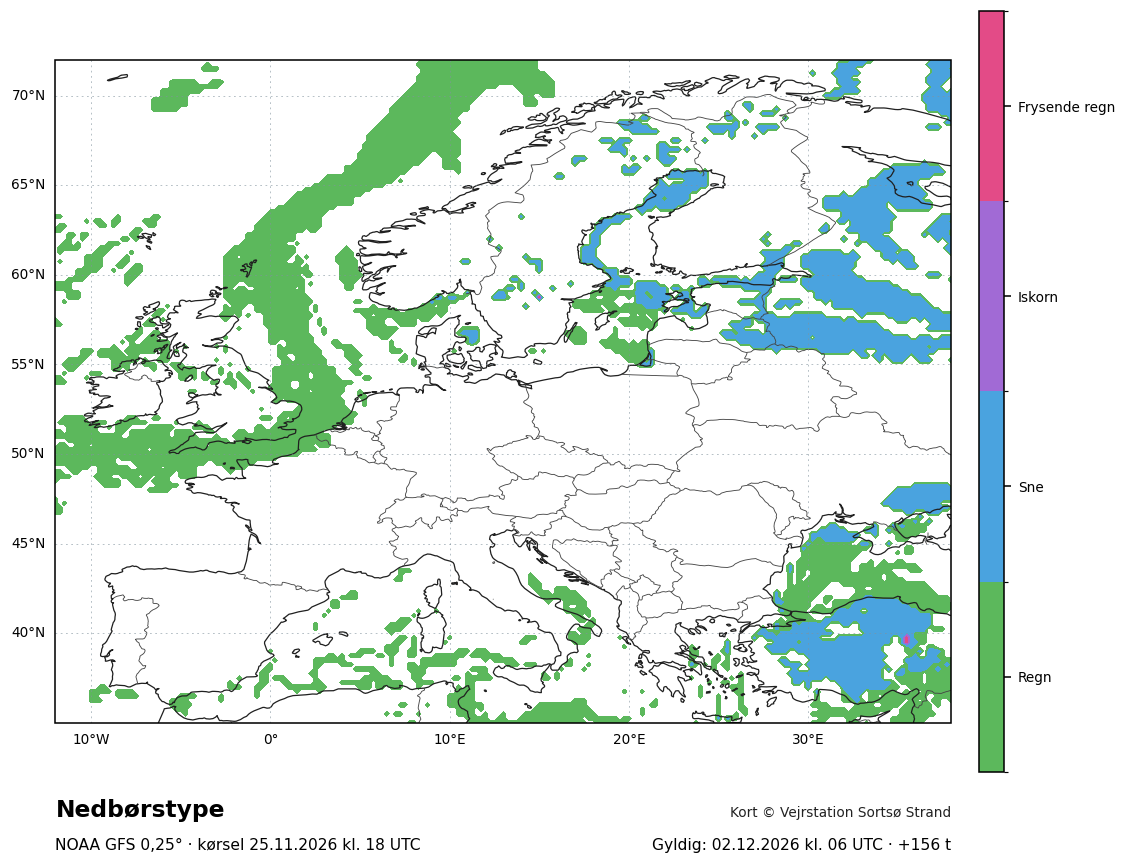 70°N
65°N
60°N
55°N
50°N
45°N
40°N
10°W
0°
10°E
20°E
30°E
Frysende regn
Iskorn
Sne
Regn
Nedbørstype
Kort © Vejrstation Sortsø Strand
NOAA GFS 0,25° · kørsel 25.11.2026 kl. 18 UTC
Gyldig: 02.12.2026 kl. 06 UTC · +156 t